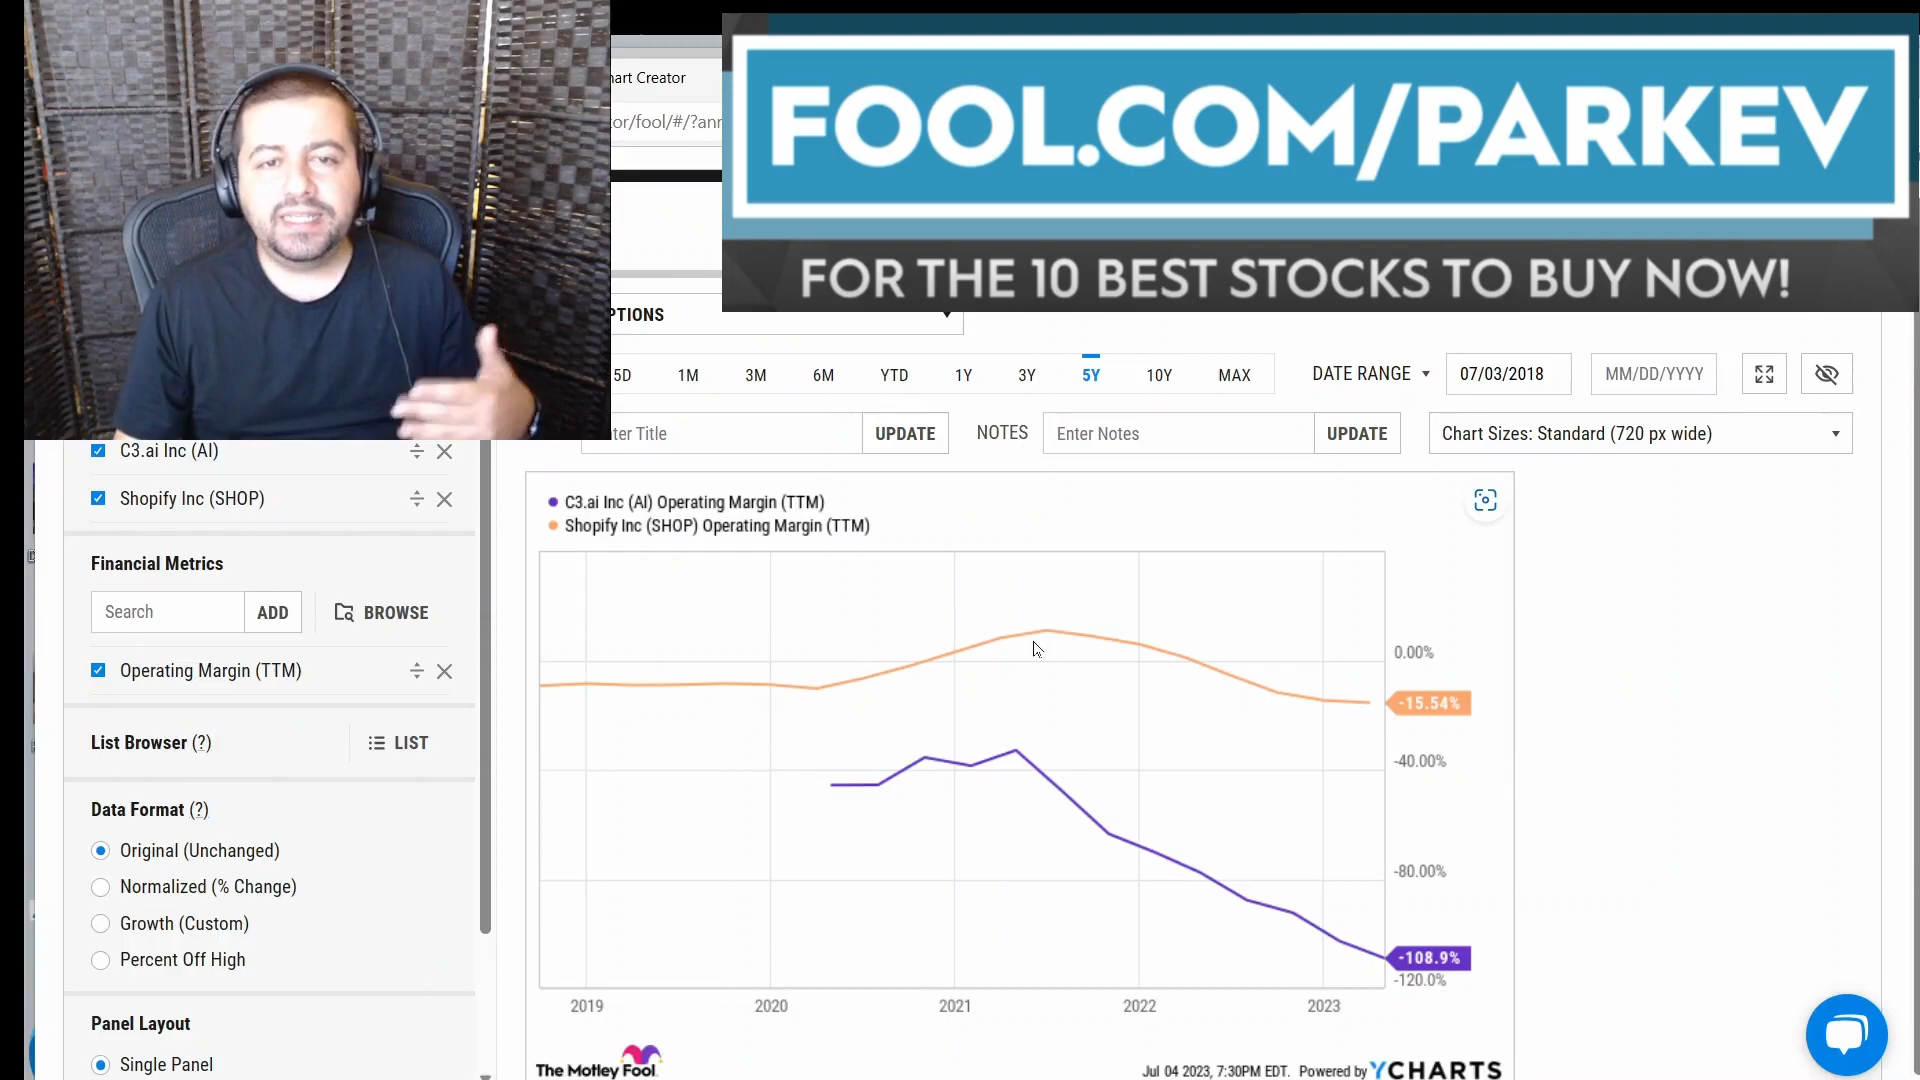 hart Creator
or/fool/#/?ann
FOOL.COM/PARKEV
FOR THE 10 BEST STOCKS TO BUY NOW!
PTIONS
5D 1M 3M 6M YTD 1Y 3Y 5Y 10Y MAX DATE RANGE 07/03/2018 MM/DD/YYYY
ter Title UPDATE NOTES Enter Notes UPDATE Chart Sizes: Standard (720 px wide)
C3.ai Inc (AI)
Shopify Inc (SHOP)
Financial Metrics
Search ADD BROWSE
Operating Margin (TTM)
List Browser (?) LIST
Data Format (?)
Original (Unchanged)
Normalized (% Change)
Growth (Custom)
Percent Off High
Panel Layout
Single Panel
C3.ai Inc (AI) Operating Margin (TTM)
Shopify Inc (SHOP) Operating Margin (TTM)
0.00%
-15.54%
-40.00%
-80.00%
-108.9%
-120.0%
2019 2020 2021 2022 2023
The Motley Fool.
Jul 04 2023, 7:30PM EDT. Powered by YCHARTS